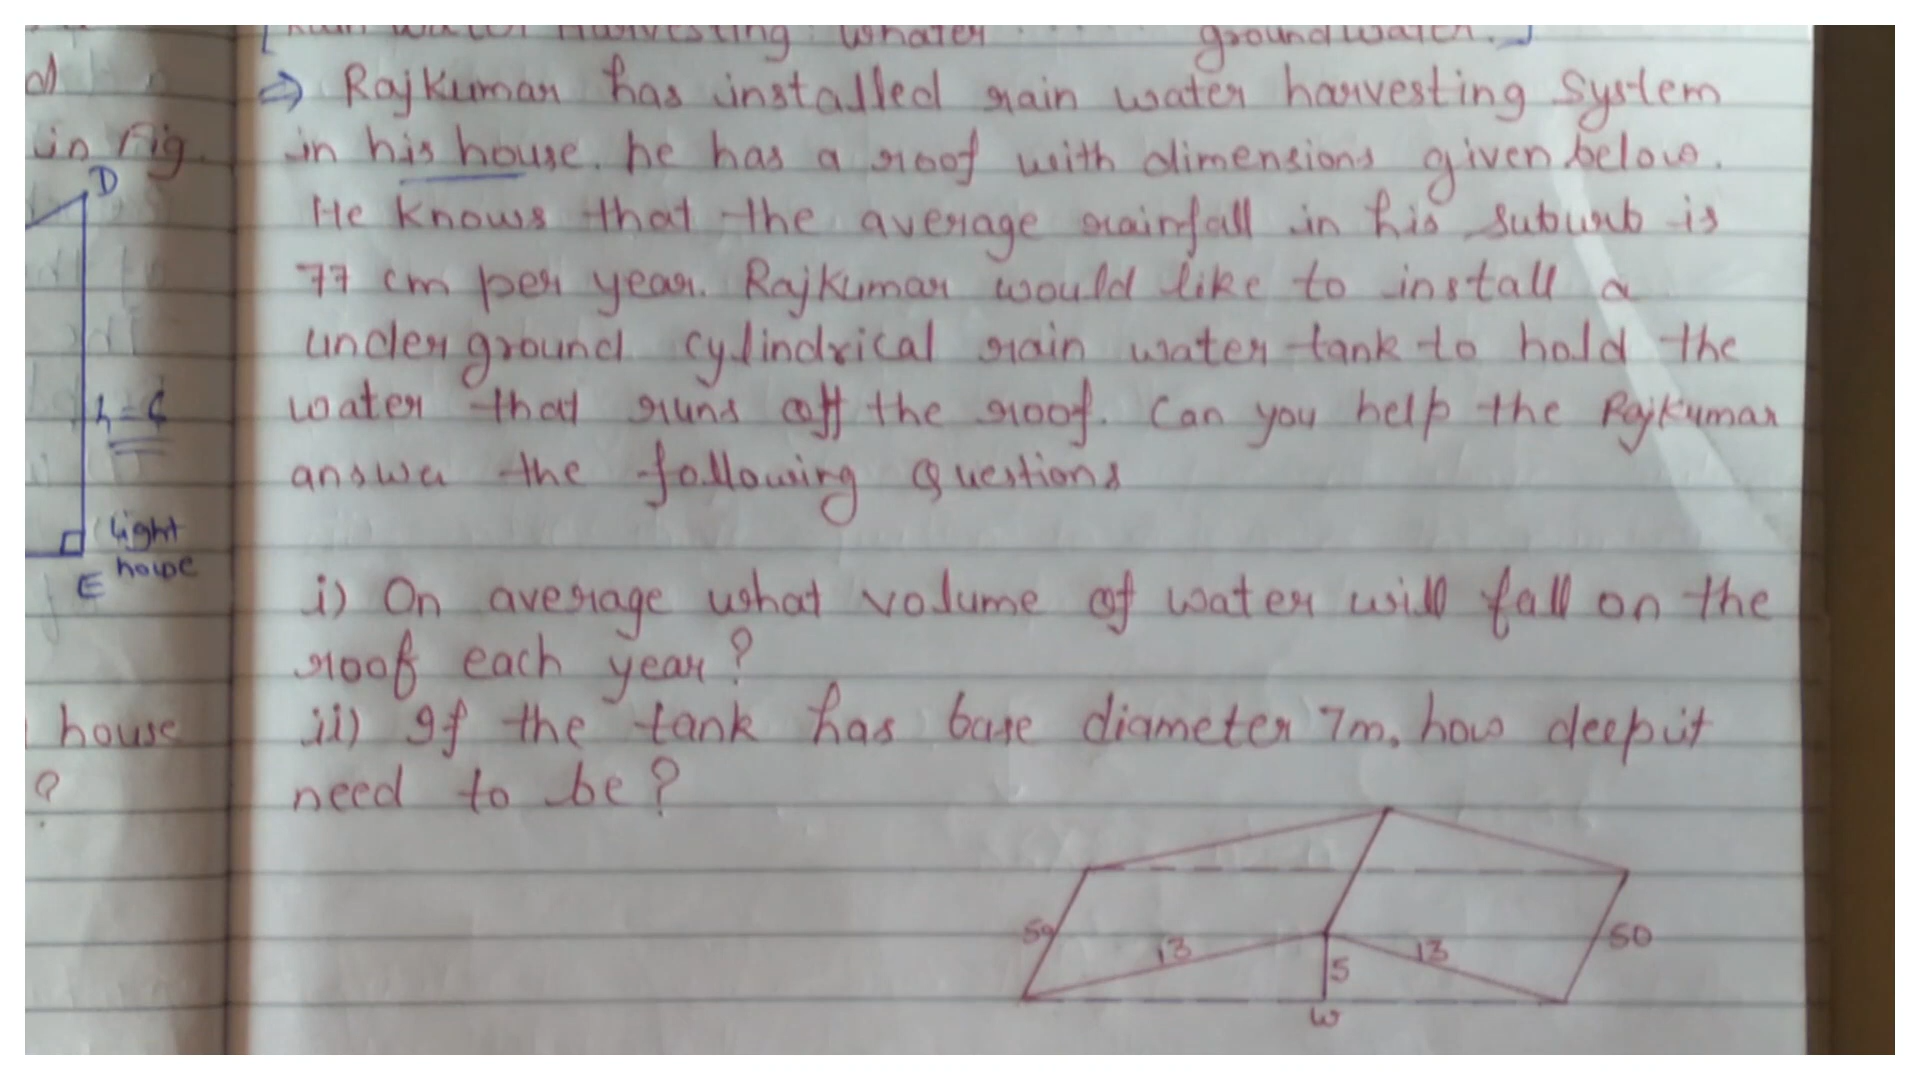 d)
in Fig.
D
h = 6
light
house
E
house
?
groundwater.]
⇒ Rajkumar has installed rain water harvesting system
in his house. he has a roof with dimensions given below.
He knows that the average rainfall in his suburb is
77 cm per year. Rajkumar would like to install a
underground cylindrical rain water tank to hold the
water that runs off the roof. Can you help the Rajkumar
answer the following Questions
i) On average what volume of water will fall on the
roof each year?
ii) If the tank has base diameter 7m, how deep it
need to be?
50
13
13
50
5
w